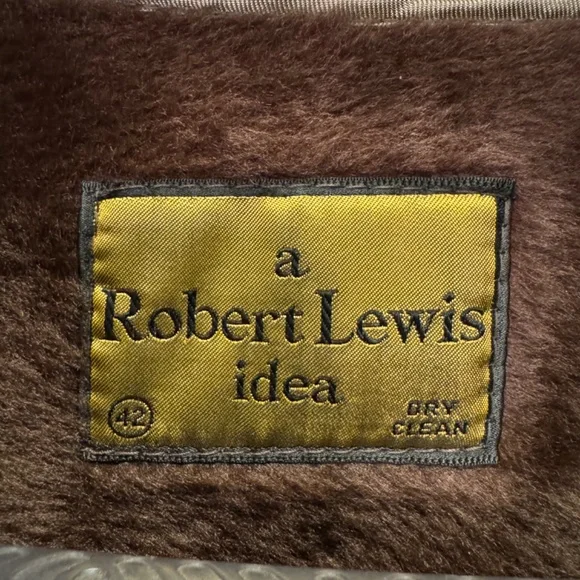 a
Robert Lewis
idea
42
DRY
CLEAN